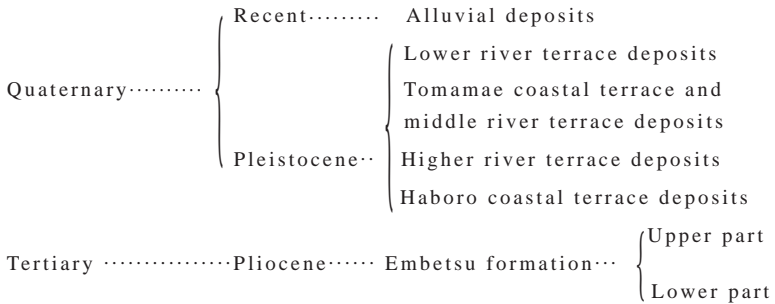 Recent········· Alluvial deposits
Lower river terrace deposits
Quaternary·········· Tomamae coastal terrace and
middle river terrace deposits
Pleistocene·· Higher river terrace deposits
Haboro coastal terrace deposits
Upper part
Tertiary ···············Pliocene······ Embetsu formation···
Lower part